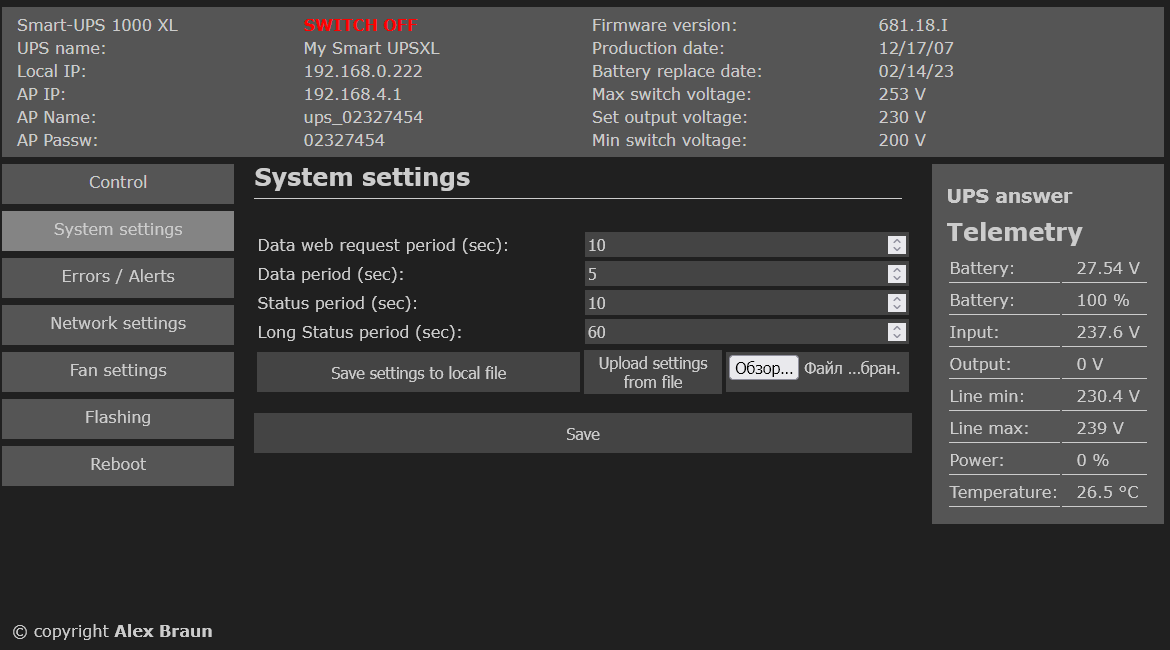 Smart-UPS 1000 XL SWITCH OFF Firmware version: 681.18.I
UPS name: My Smart UPSXL Production date: 12/17/07
Local IP: 192.168.0.222 Battery replace date: 02/14/23
AP IP: 192.168.4.1 Max switch voltage: 253 V
AP Name: ups_02327454 Set output voltage: 230 V
AP Passw: 02327454 Min switch voltage: 200 V
Control
System settings
Errors / Alerts
Network settings
Fan settings
Flashing
Reboot
System settings
Data web request period (sec): 10
Data period (sec): 5
Status period (sec): 10
Long Status period (sec): 60
Save settings to local file
Upload settings
from file
Обзор... Файл ...бран.
Save
UPS answer
Telemetry
Battery: 27.54 V
Battery: 100 %
Input: 237.6 V
Output: 0 V
Line min: 230.4 V
Line max: 239 V
Power: 0 %
Temperature: 26.5 °C
© copyright Alex Braun